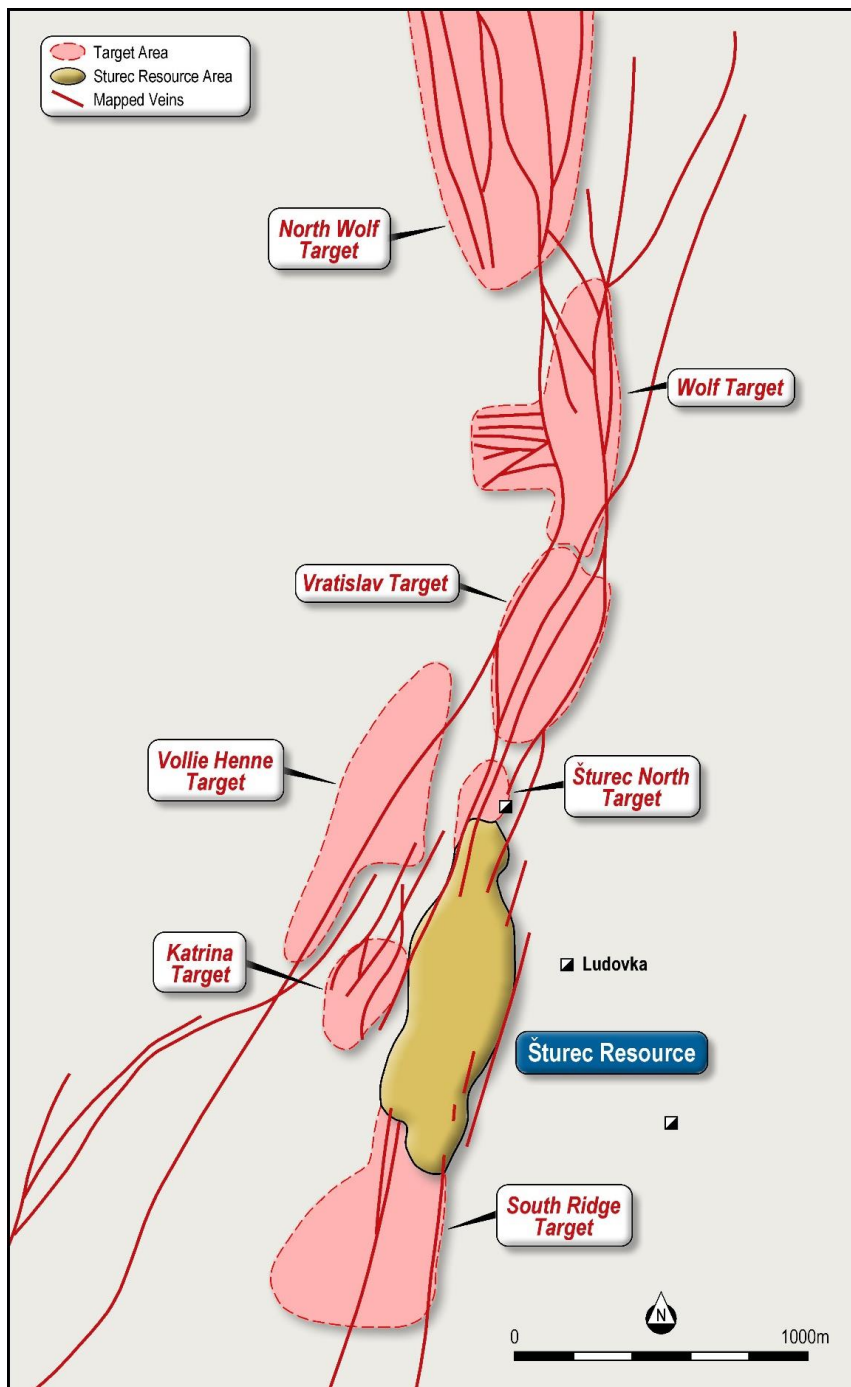 Target Area
Sturec Resource Area
Mapped Veins
North Wolf
Target
Wolf Target
Vratislav Target
Vollie Henne
Target
Šturec North
Target
Katrina
Target
Ludovka
Šturec Resource
South Ridge
Target
N
0
1000m